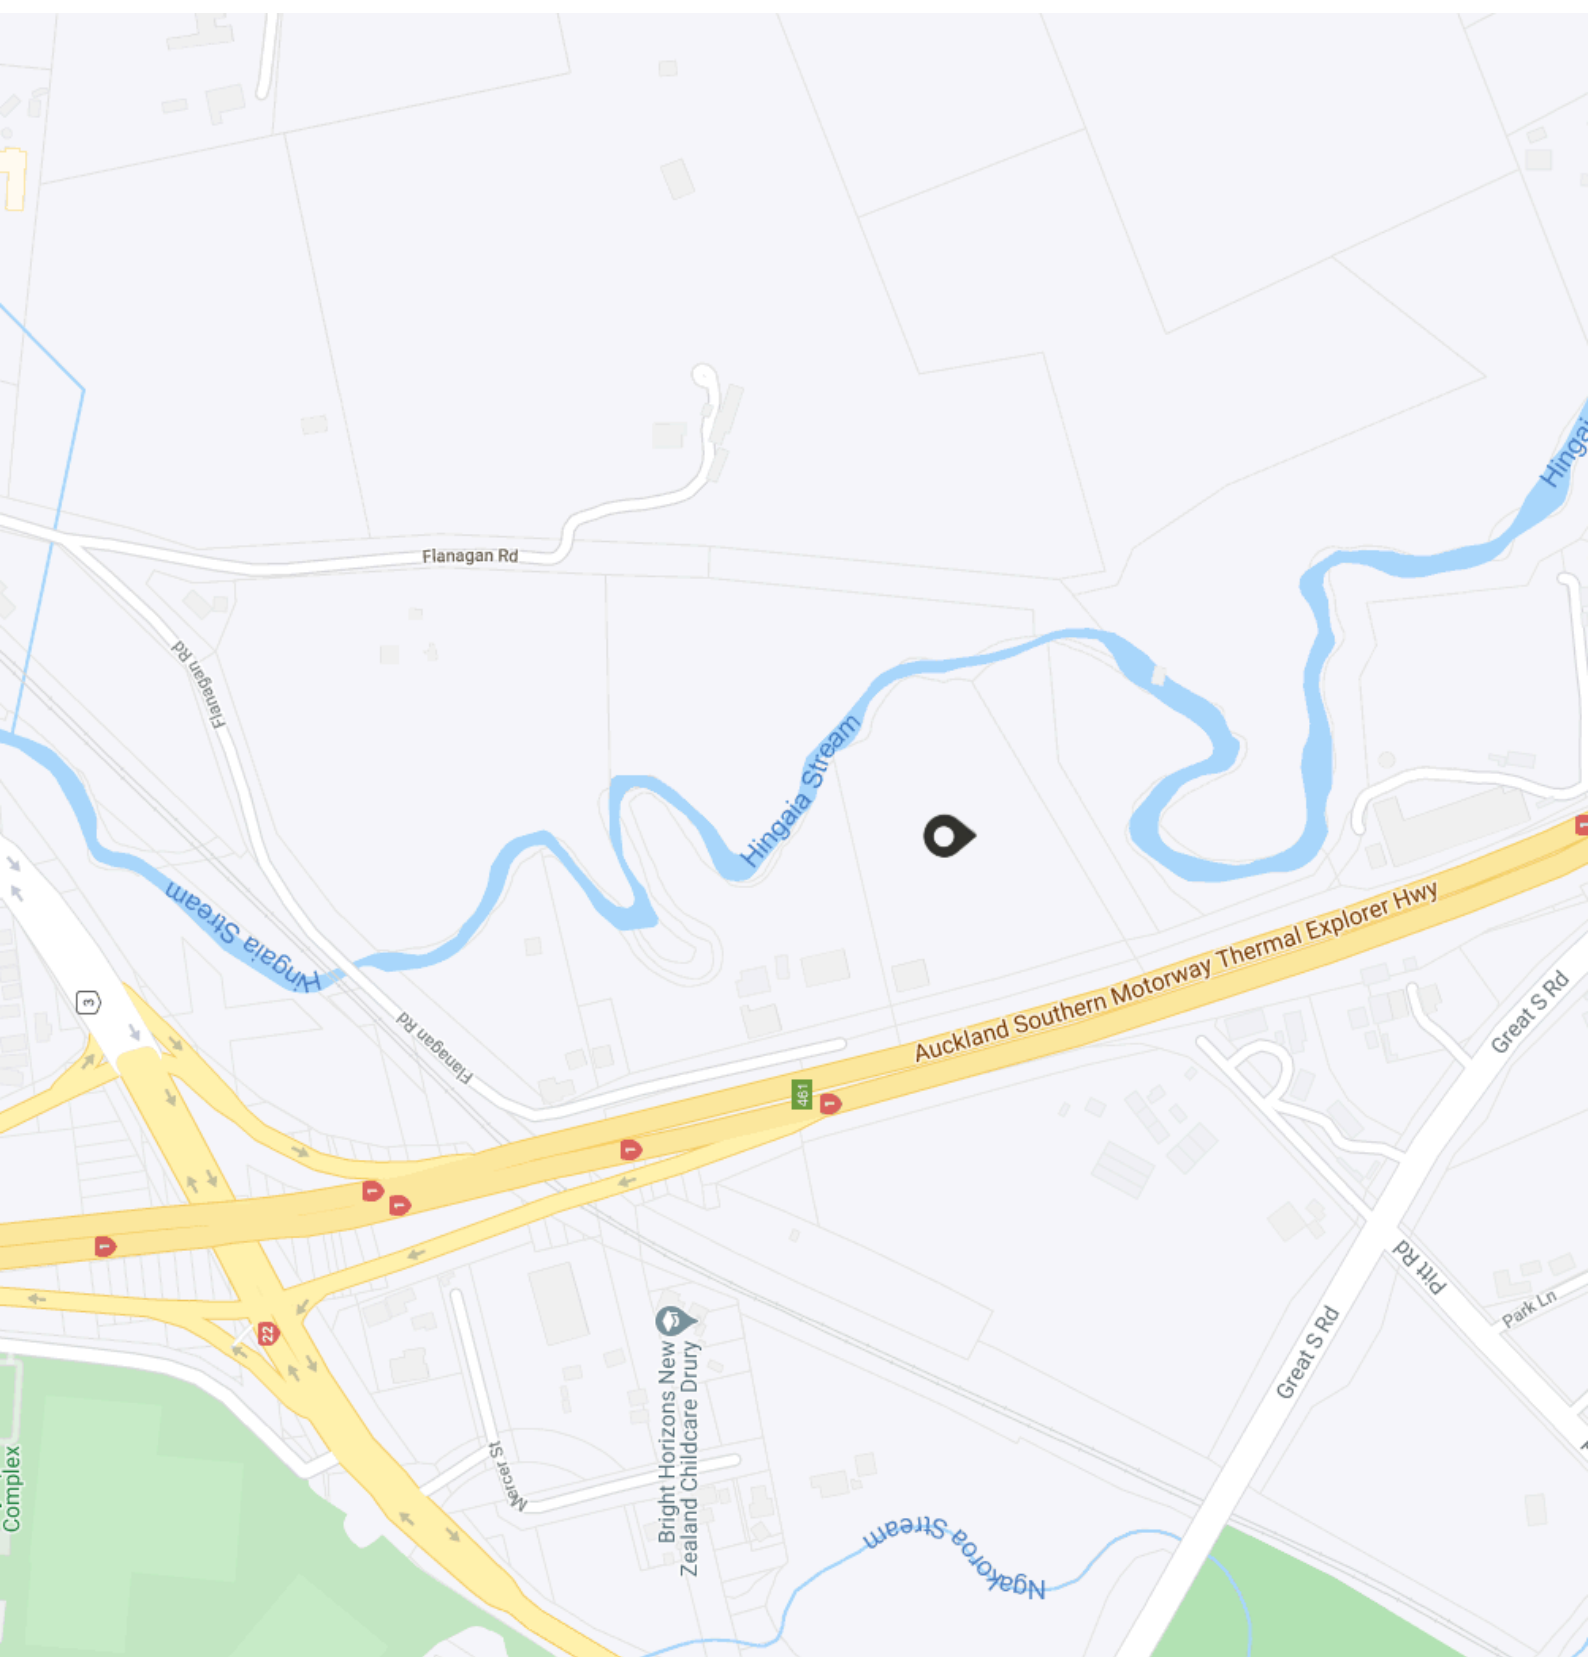 Hingai
Flanagan Rd
Flanagan Rd
Hingaia Stream
1
Hingaia Stream
Auckland Southern Motorway Thermal Explorer Hwy
3
Great S Rd
Flanagan Rd
461
1
1
1
1
1
Pitt Rd
Park Ln
22
Great S Rd
Bright Horizons New
Zealand Childcare Drury
Mercer St
Complex
Ngakoroa Stream